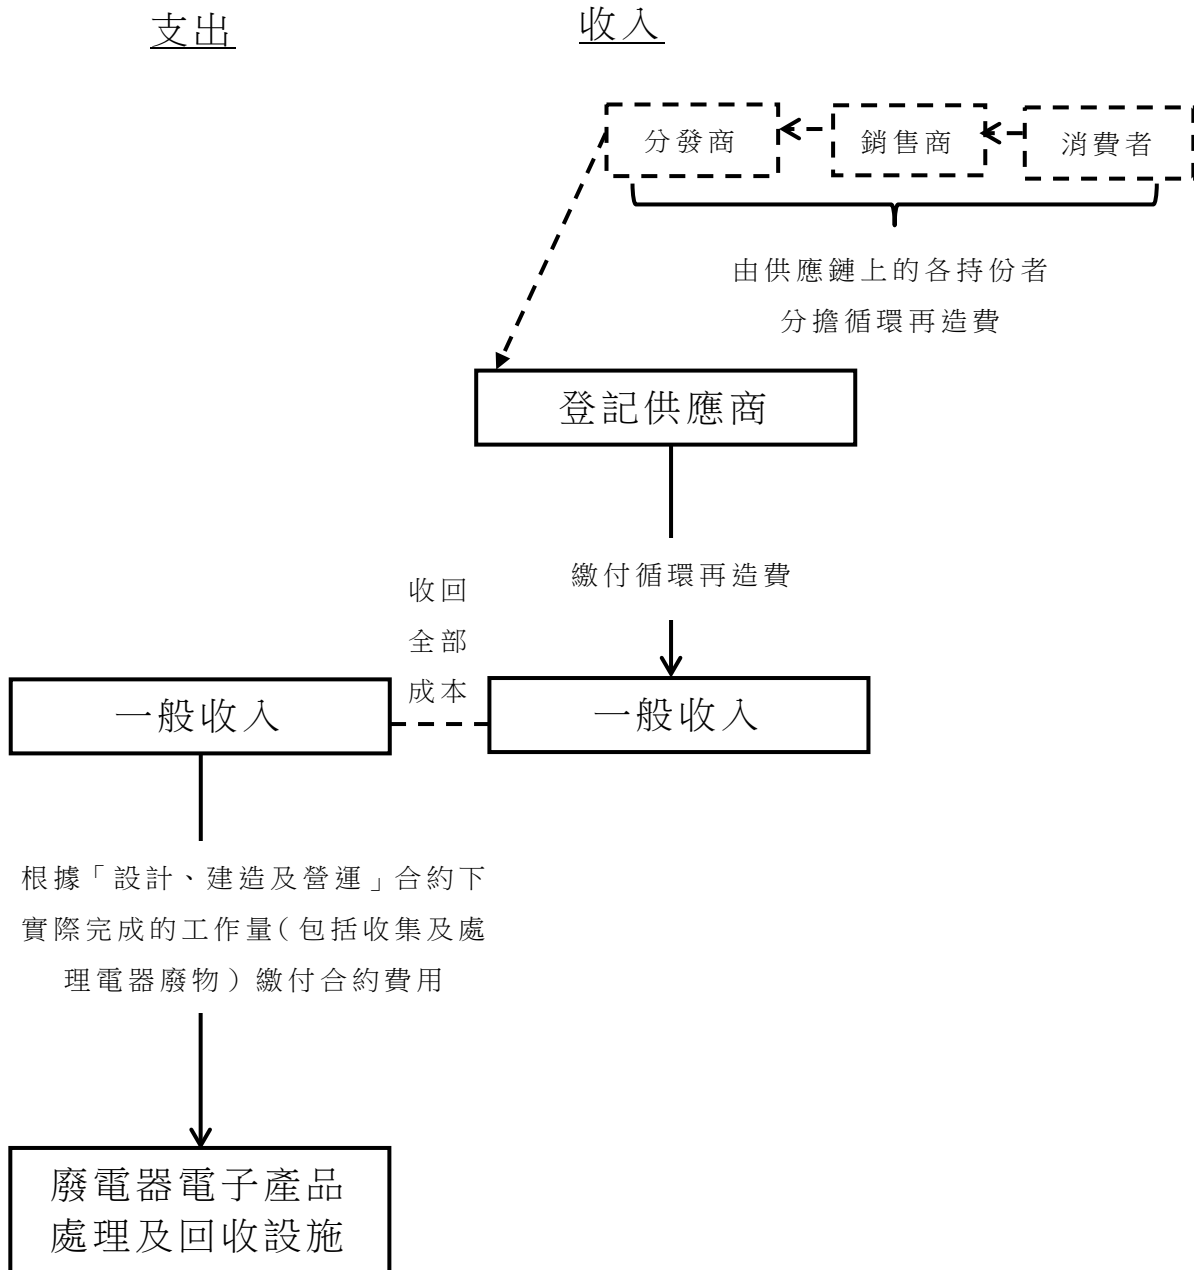 支出
收入
分發商
銷售商
消費者
由供應鏈上的各持份者
分擔循環再造費
登記供應商
繳付循環再造費
收回
全部
成本
一般收入
一般收入
根據「設計、建造及營運」合約下
實際完成的工作量(包括收集及處
理電器廢物)繳付合約費用
廢電器電子產品
處理及回收設施